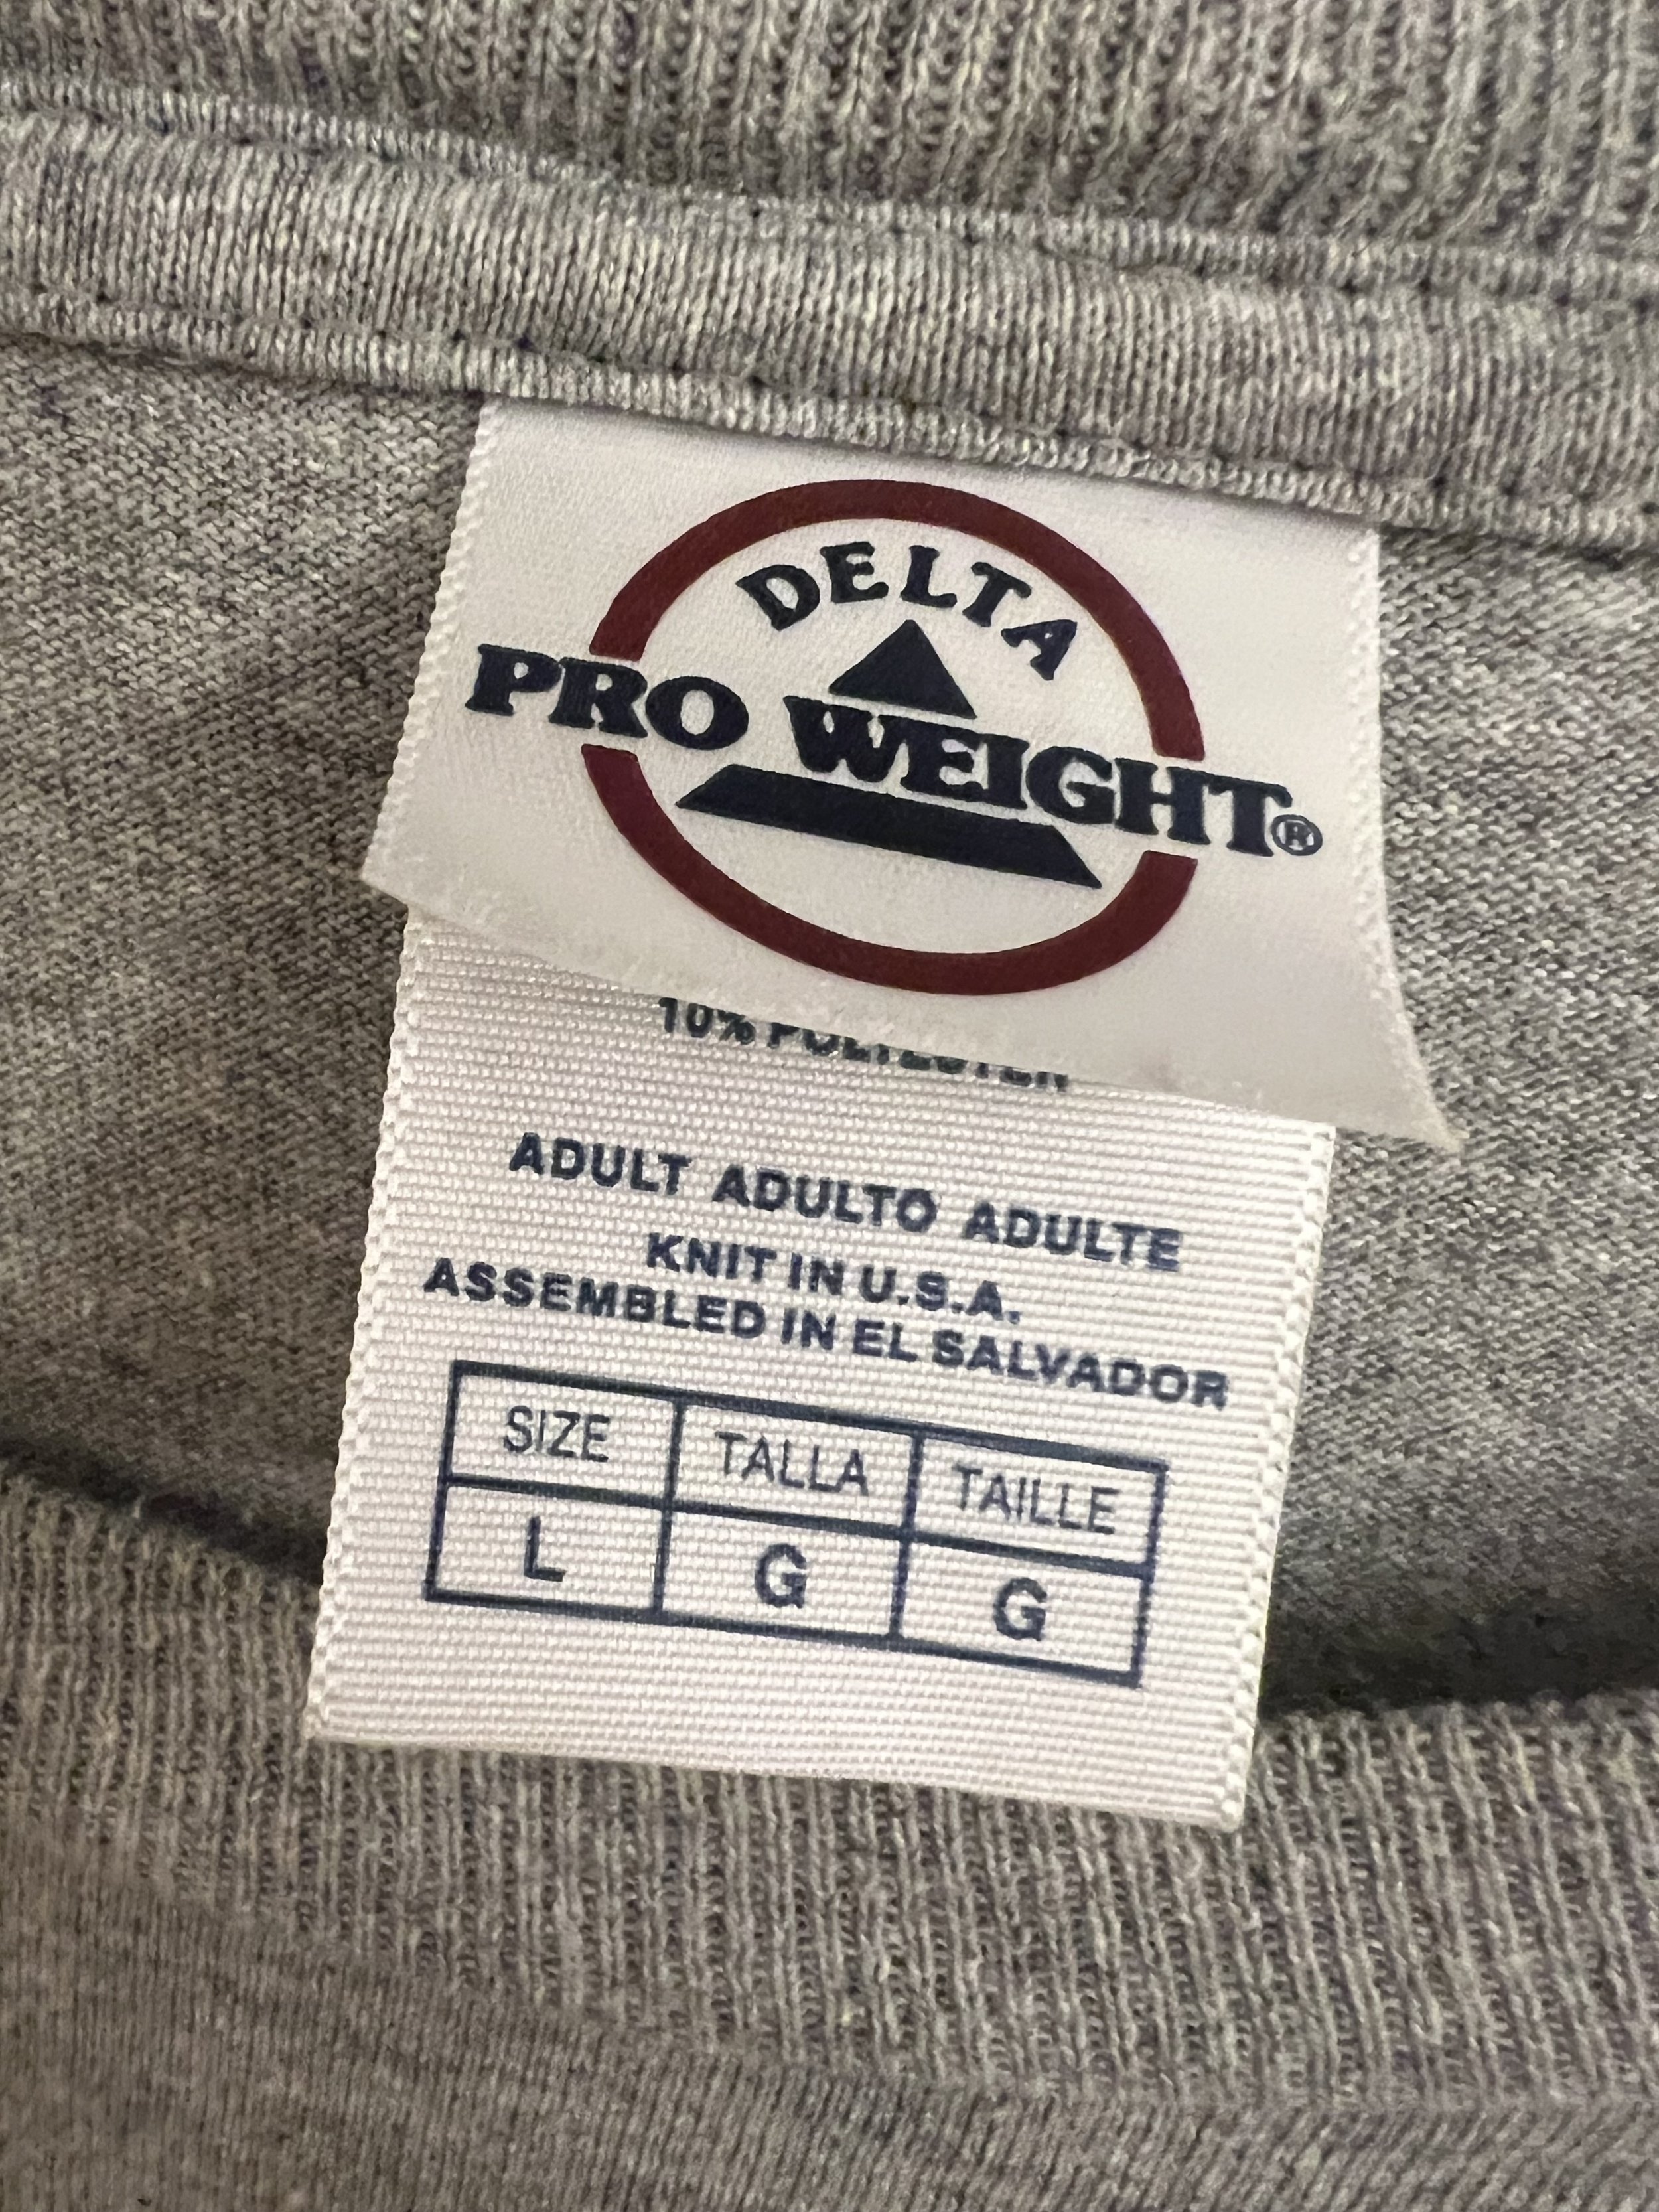 DELTA
PRO WEIGHT®
10% POLYESTER
ADULT ADULTO ADULTE
KNIT IN U.S.A.
ASSEMBLED IN EL SALVADOR
SIZE TALLA TAILLE
L G G